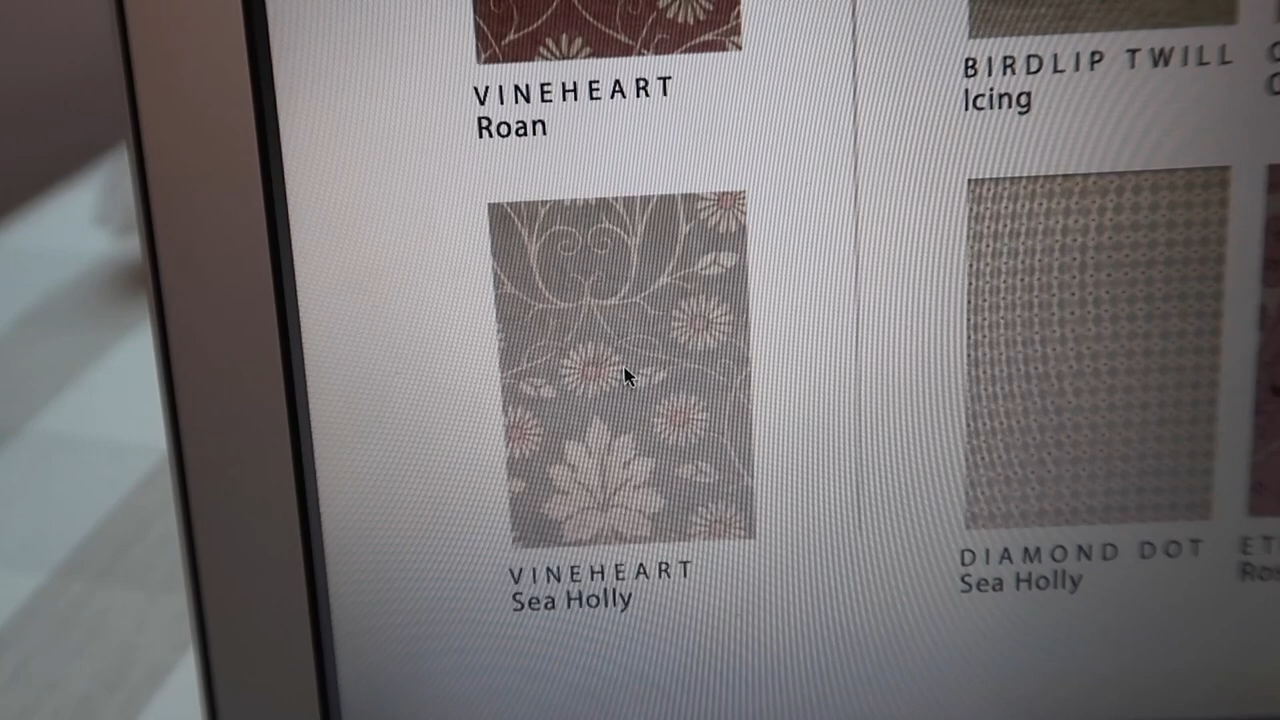 VINEHEART
Roan
BIRDLIP TWILL
Icing
VINEHEART
Sea Holly
DIAMOND DOT
Sea Holly